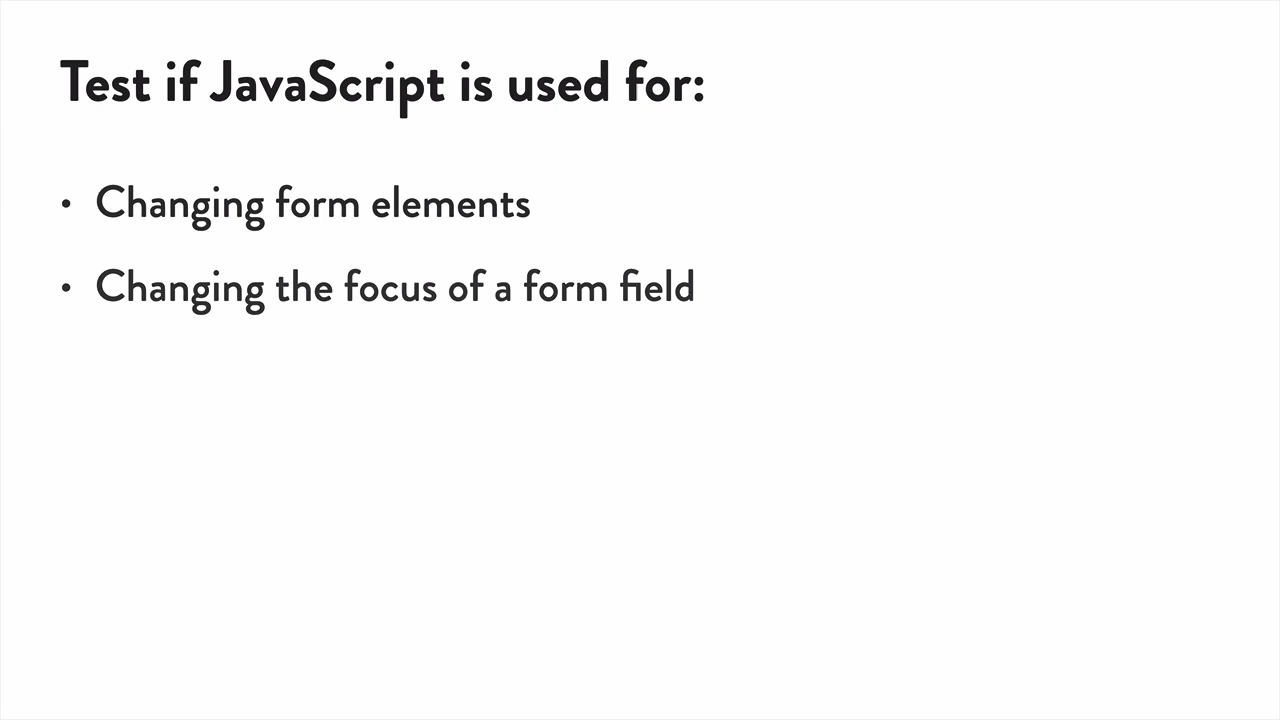 Test if JavaScript is used for:
• Changing form elements
• Changing the focus of a form field